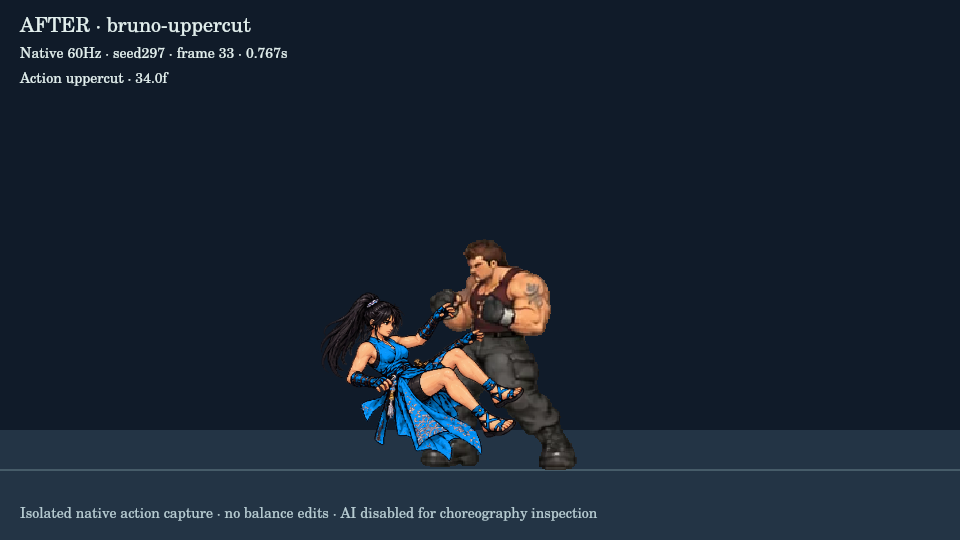 AFTER · bruno-uppercut
Native 60Hz · seed297 · frame 33 · 0.767s
Action uppercut · 34.0f
Isolated native action capture · no balance edits · AI disabled for choreography inspection